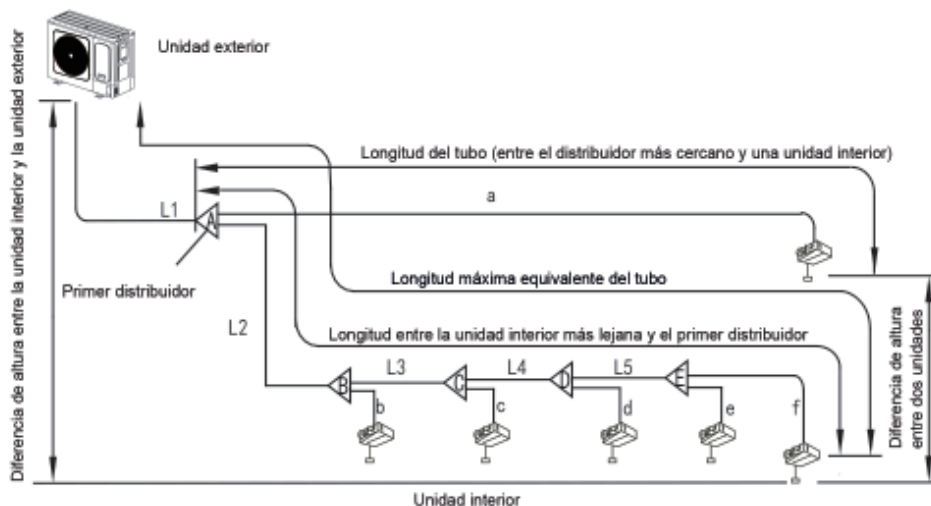 Unidad exterior
Diferencia de altura entre la unidad interior y la unidad exterior
Longitud del tubo (entre el distribuidor más cercano y una unidad interior)
a
L1
A
Primer distribuidor
Longitud máxima equivalente del tubo
L2
Longitud entre la unidad interior más lejana y el primer distribuidor
L3
L4
L5
B
C
D
E
b
c
d
e
f
Diferencia de altura
entre dos unidades
Unidad interior